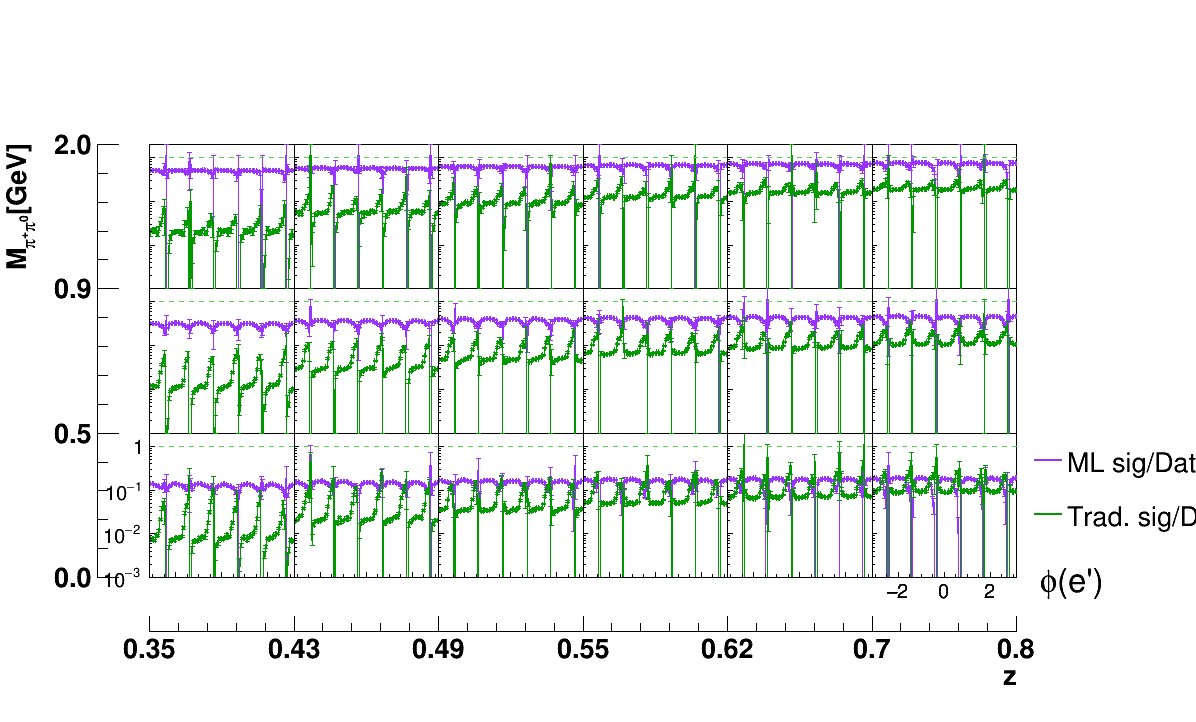 M_{π⁺π⁰}[GeV]
2.0
0.9
0.5
0.0
1
10⁻¹
10⁻²
10⁻³
ML sig/Dat
Trad. sig/D
−2 0 2
ϕ(e')
0.35 0.43 0.49 0.55 0.62 0.7 0.8
z